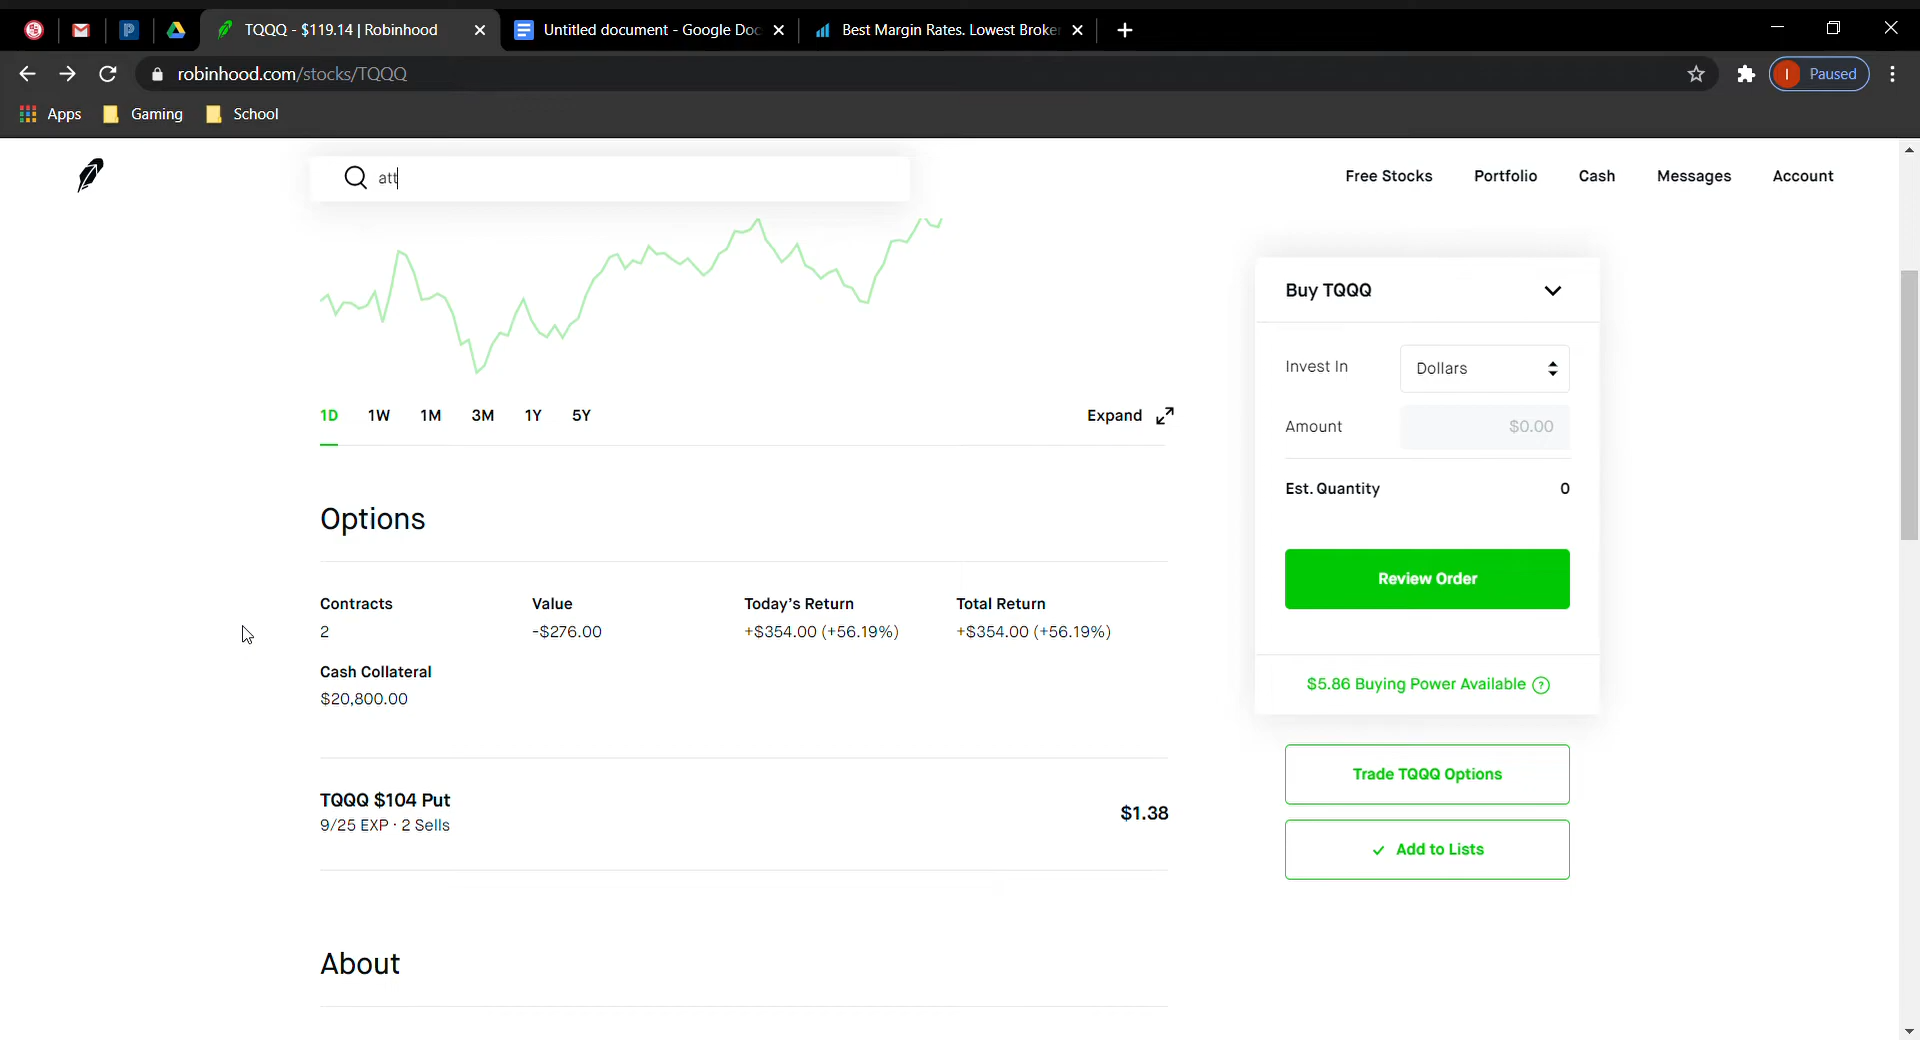 TQQQ - $119.14 | Robinhood
Untitled document - Google Doc
Best Margin Rates. Lowest Broke
robinhood.com/stocks/TQQQ
I Paused
Apps
Gaming
School
att
Free Stocks
Portfolio
Cash
Messages
Account
Buy TQQQ
Invest In
Dollars
Amount
$0.00
Est. Quantity
0
Review Order
$5.86 Buying Power Available ?
Trade TQQQ Options
Add to Lists
1D 1W 1M 3M 1Y 5Y
Expand
Options
Contracts Value Today's Return Total Return
2 -$276.00 +$354.00 (+56.19%) +$354.00 (+56.19%)
Cash Collateral
$20,800.00
TQQQ $104 Put
9/25 EXP · 2 Sells
$1.38
About